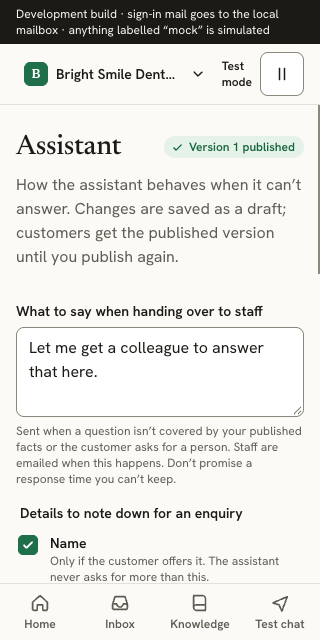 Development build · sign-in mail goes to the local
mailbox · anything labelled “mock” is simulated
B Bright Smile Dent...
Test
mode
Assistant
Version 1 published
How the assistant behaves when it can’t
answer. Changes are saved as a draft;
customers get the published version
until you publish again.
What to say when handing over to staff
Let me get a colleague to answer
that here.
Sent when a question isn’t covered by your published
facts or the customer asks for a person. Staff are
emailed when this happens. Don’t promise a
response time you can’t keep.
Details to note down for an enquiry
Name
Only if the customer offers it. The assistant
never asks for more than this.
Home Inbox Knowledge Test chat